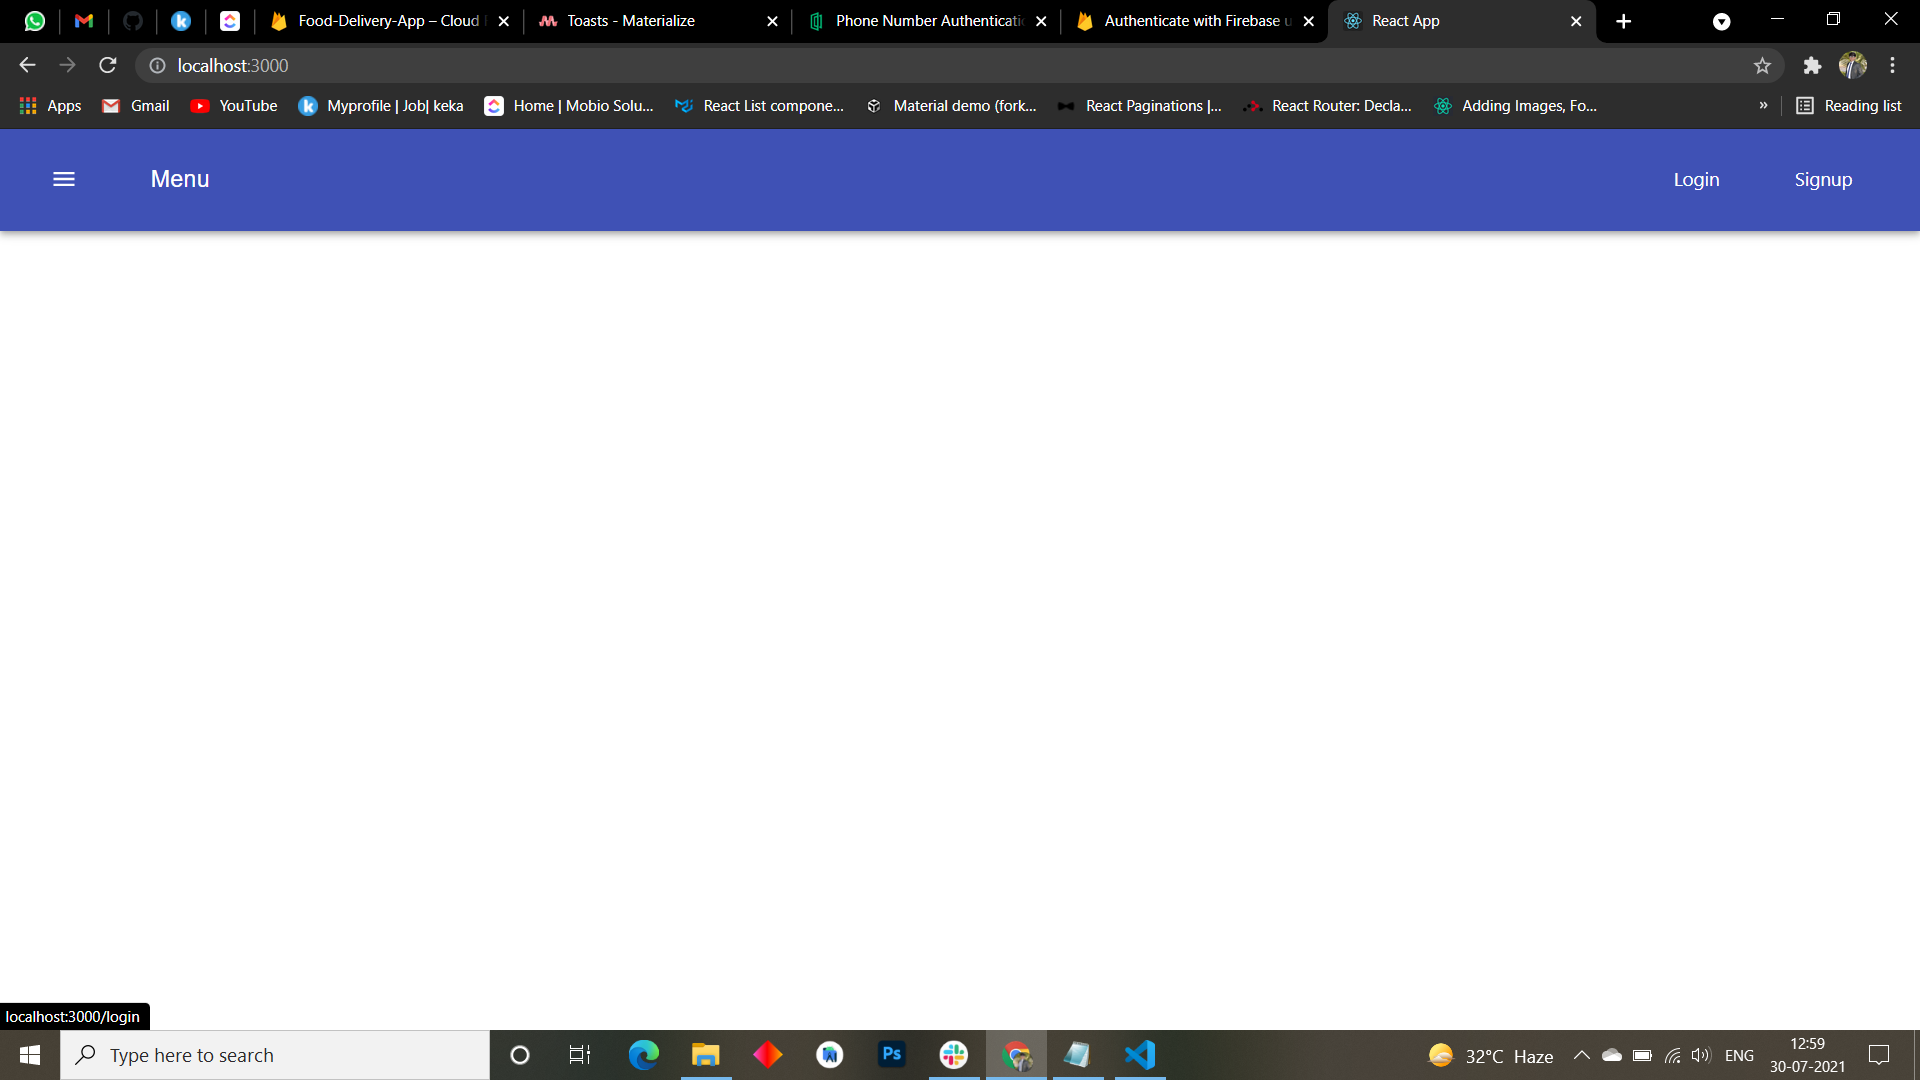 Food-Delivery-App – Cloud
Toasts - Materialize
Phone Number Authenticati
Authenticate with Firebase u
React App
localhost:3000
Apps
Gmail
YouTube
Myprofile | Job| keka
Home | Mobio Solu...
React List compone...
Material demo (fork...
React Paginations |...
React Router: Decla...
Adding Images, Fo...
»
Reading list
Menu
Login
Signup
localhost:3000/login
Type here to search
Ps
32°C Haze
ENG
12:59
30-07-2021